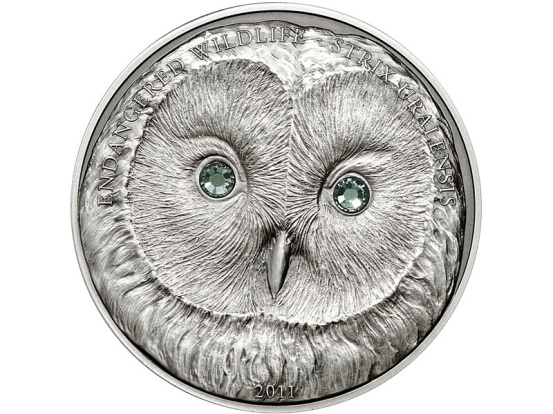 ENDANGERED WILDLIFE - STRIX URALENSIS
2011